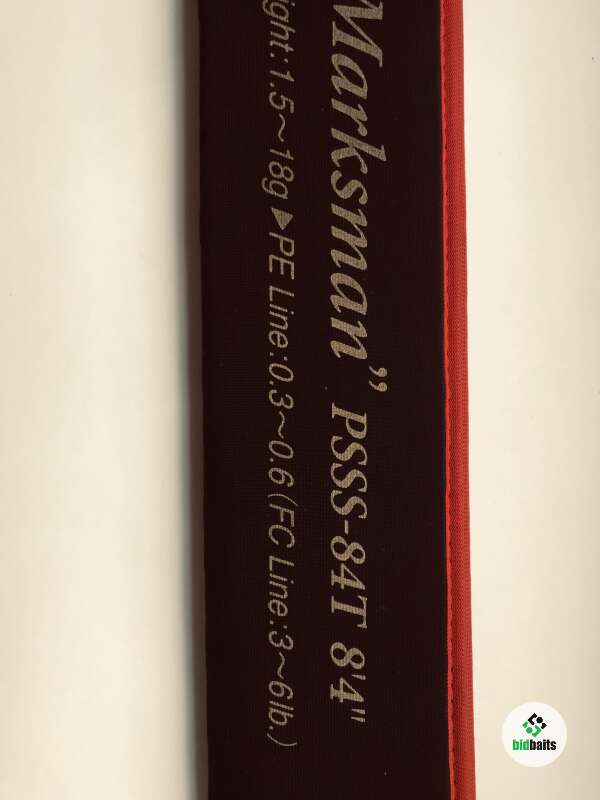 Marksman” PSSS-84T 8'4"
ight:1.5～18g ▶PE Line:0.3～0.6 (FC Line:3～6lb.)
bidbaits